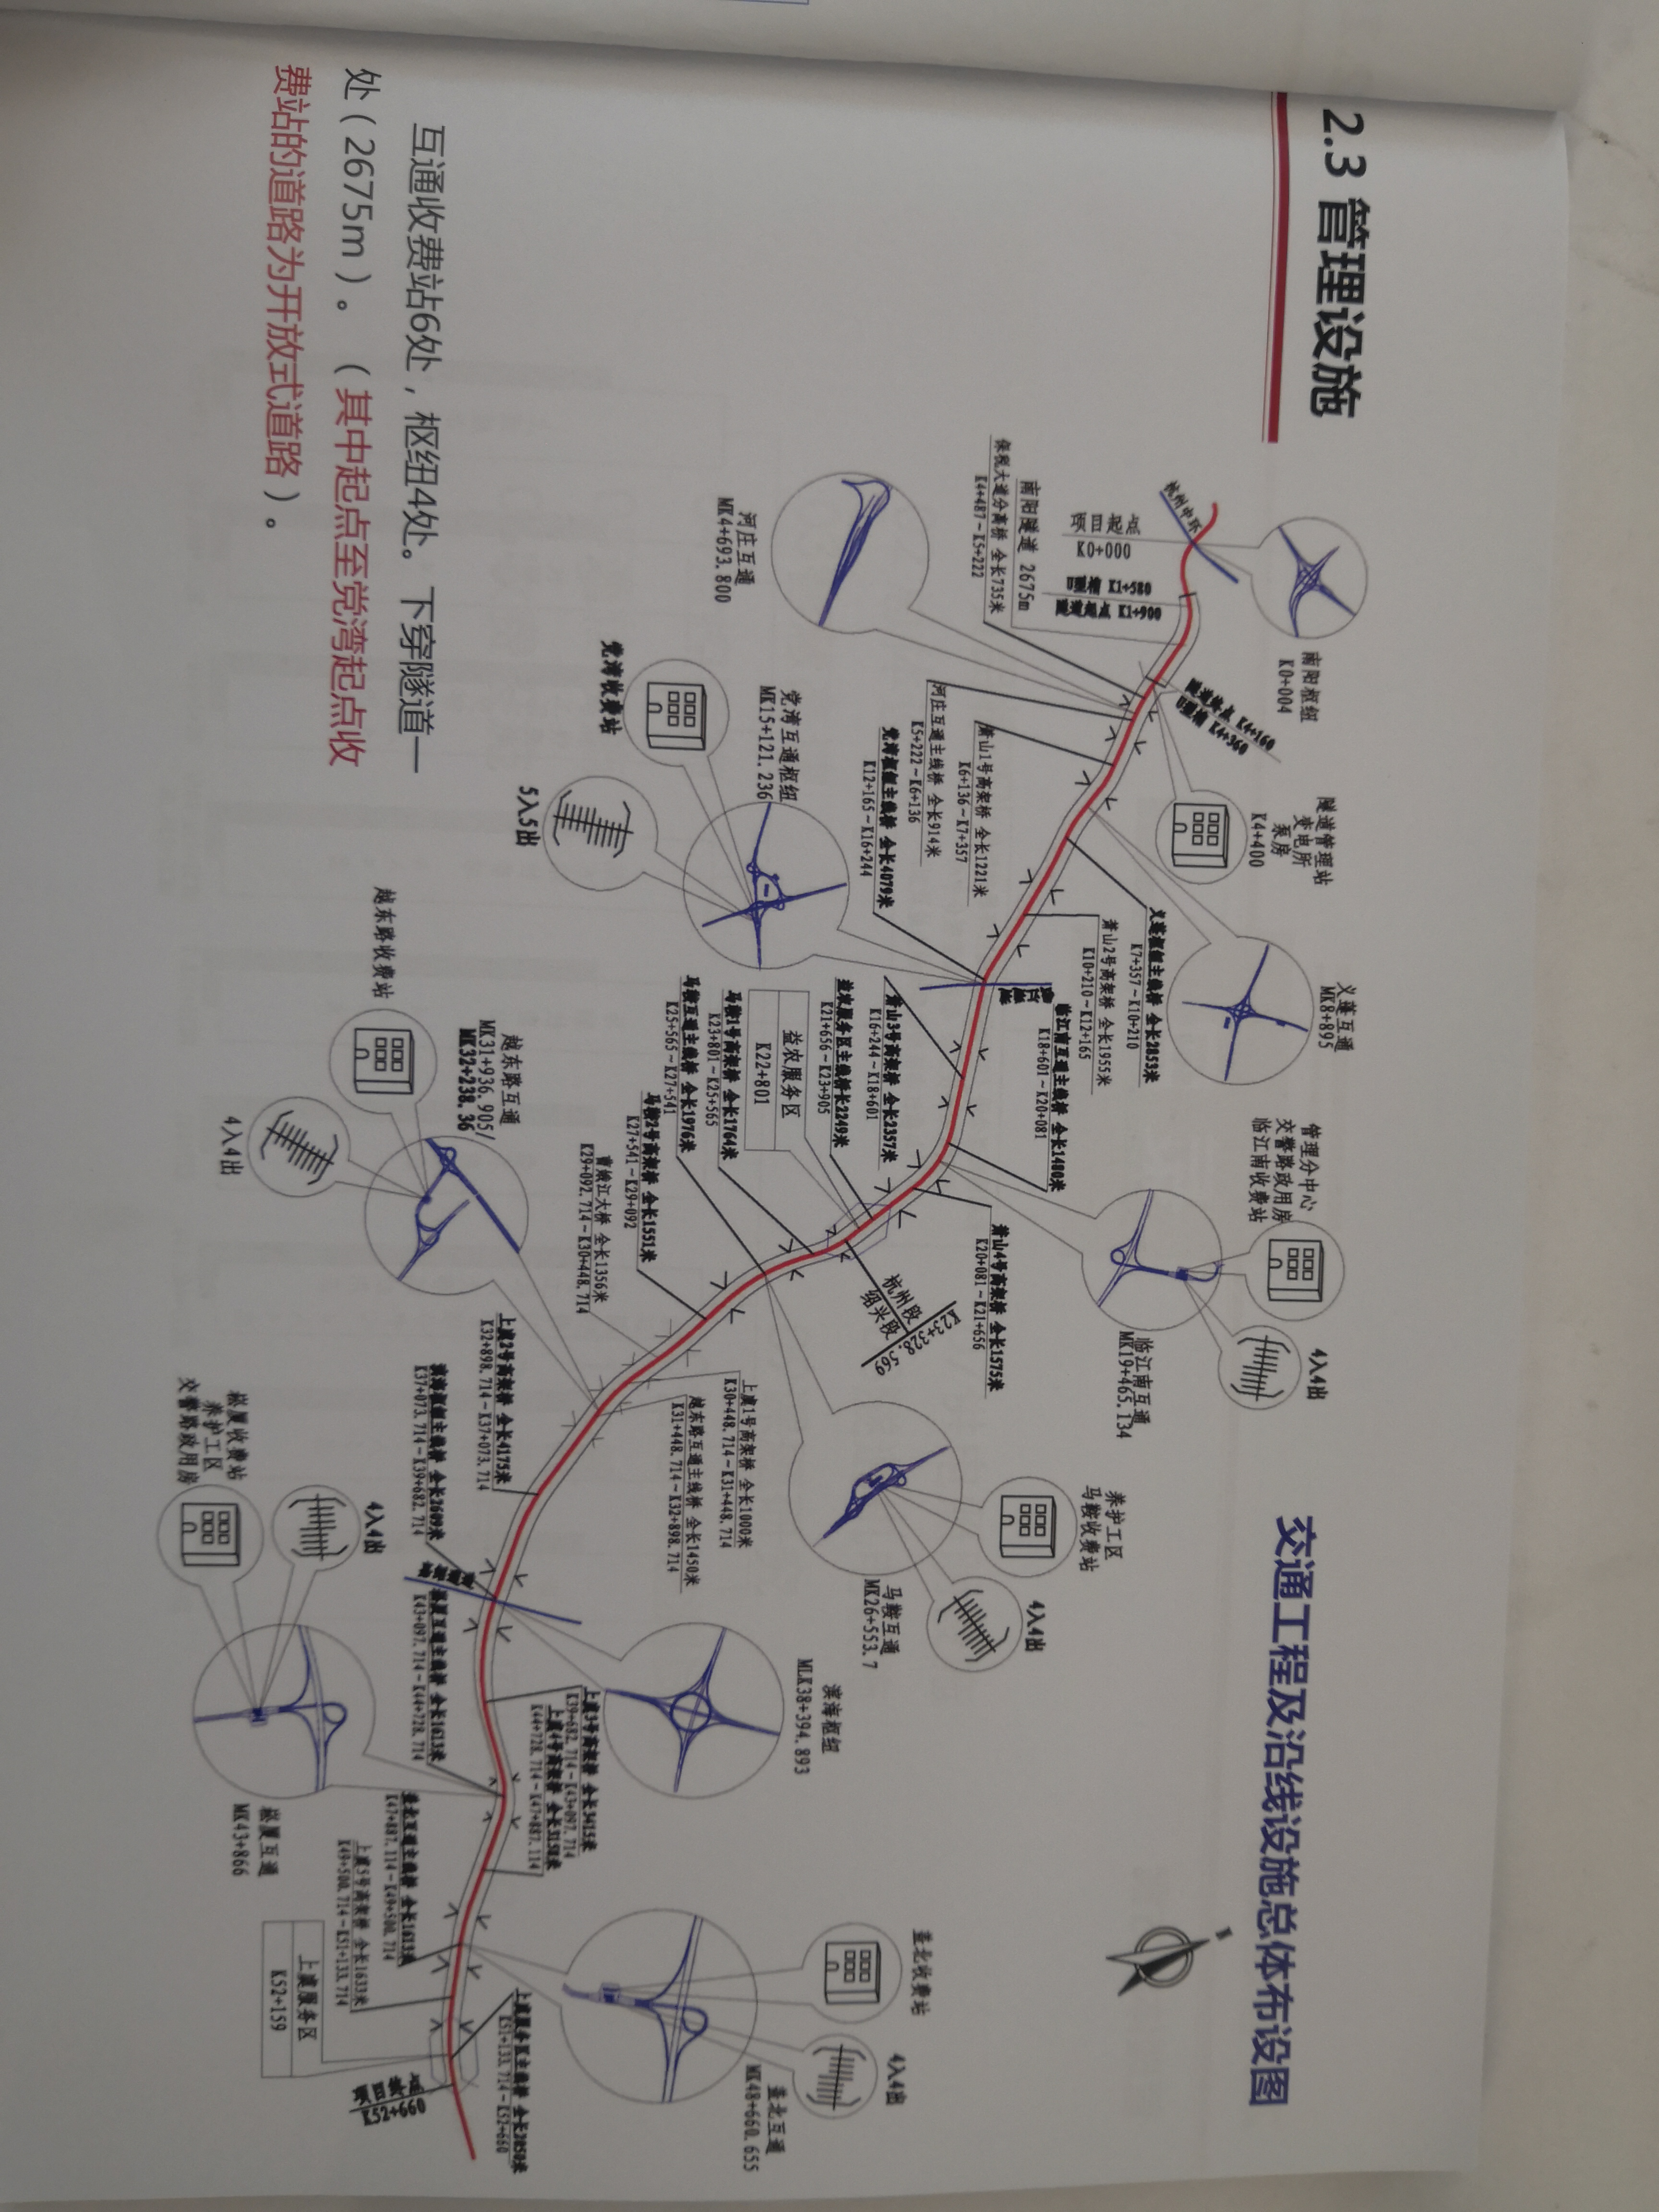 2.3 管理设施
交通工程及沿线设施总体布设图
南阳枢纽
K0+004
隧道管理站
变电所
泵房
K4+400
义蓬互通
MK8+895
管理分中心
交警路政用房
临江南收费站
4入4出
临江南互通
MK19+465.134
养护工区
马鞍收费站
4入4出
马鞍互通
MK26+553.7
盖北收费站
4入4出
盖北互通
MK48+660.655
滨海枢纽
MLK38+394.893
杭州中环
项目起点
K0+000
U型槽 K1+580
隧道起点 K1+900
隧道终点 K4+160
U型槽 K4+360
南阳隧道 2675m
保税大道分离桥 全长735米
K4+487~K5+222
义蓬枢纽主线桥 全长2853米
K7+357~K10+210
萧山2号高架桥 全长1955米
K10+210~K12+165
临江南互通主线桥 全长1480米
K18+601~K20+081
萧山1号高架桥 全长1221米
K6+136~K7+357
河庄互通主线桥 全长914米
K5+222~K6+136
党湾枢纽主线桥 全长4079米
K12+165~K16+244
萧山4号高架桥 全长1575米
K20+081~K21+656
萧山3号高架桥 全长2357米
K16+244~K18+601
K23+328.569
杭州段
绍兴段
益农服务区主线桥长2249米
K21+656~K23+905
益农服务区
K22+801
马鞍1号高架桥 全长1764米
K23+801~K25+565
马鞍互通主线桥 全长1976米
K25+565~K27+541
马鞍2号高架桥 全长1551米
K27+541~K29+092
曹娥江大桥 全长1356米
K29+092.714~K30+448.714
上虞1号高架桥 全长1000米
K30+448.714~K31+448.714
越东路互通主线桥 全长1450米
K31+448.714~K32+898.714
河庄互通
MK4+693.800
党湾互通枢纽
MK15+121.236
党湾收费站
5入5出
越东路互通
MK31+936.905/
MK32+238.36
越东路收费站
4入4出
上虞2号高架桥 全长4175米
K32+898.714~K37+073.714
滨海枢纽主线桥 全长2609米
K37+073.714~K39+682.714
上虞3号高架桥 全长3415米
K39+682.714~K43+097.714
上虞4号高架桥 全长3158米
K44+728.714~K47+887.114
崧厦互通主线桥 全长1613米
K43+097.714~K44+728.714
盖北互通主线桥 全长1613米
K47+887.114~K49+500.714
上虞5号高架桥 全长1633米
K49+500.714~K51+133.714
上虞服务区主线桥 全长2050米
K51+133.714~K52+660
上虞服务区
K52+159
项目终点
K52+660
4入4出
崧厦收费站
养护工区
交警路政用房
崧厦互通
MK43+866
互通收费站6处，枢纽4处。下穿隧道一
处（2675m）。（其中起点至党湾起点收
费站的道路为开放式道路）。